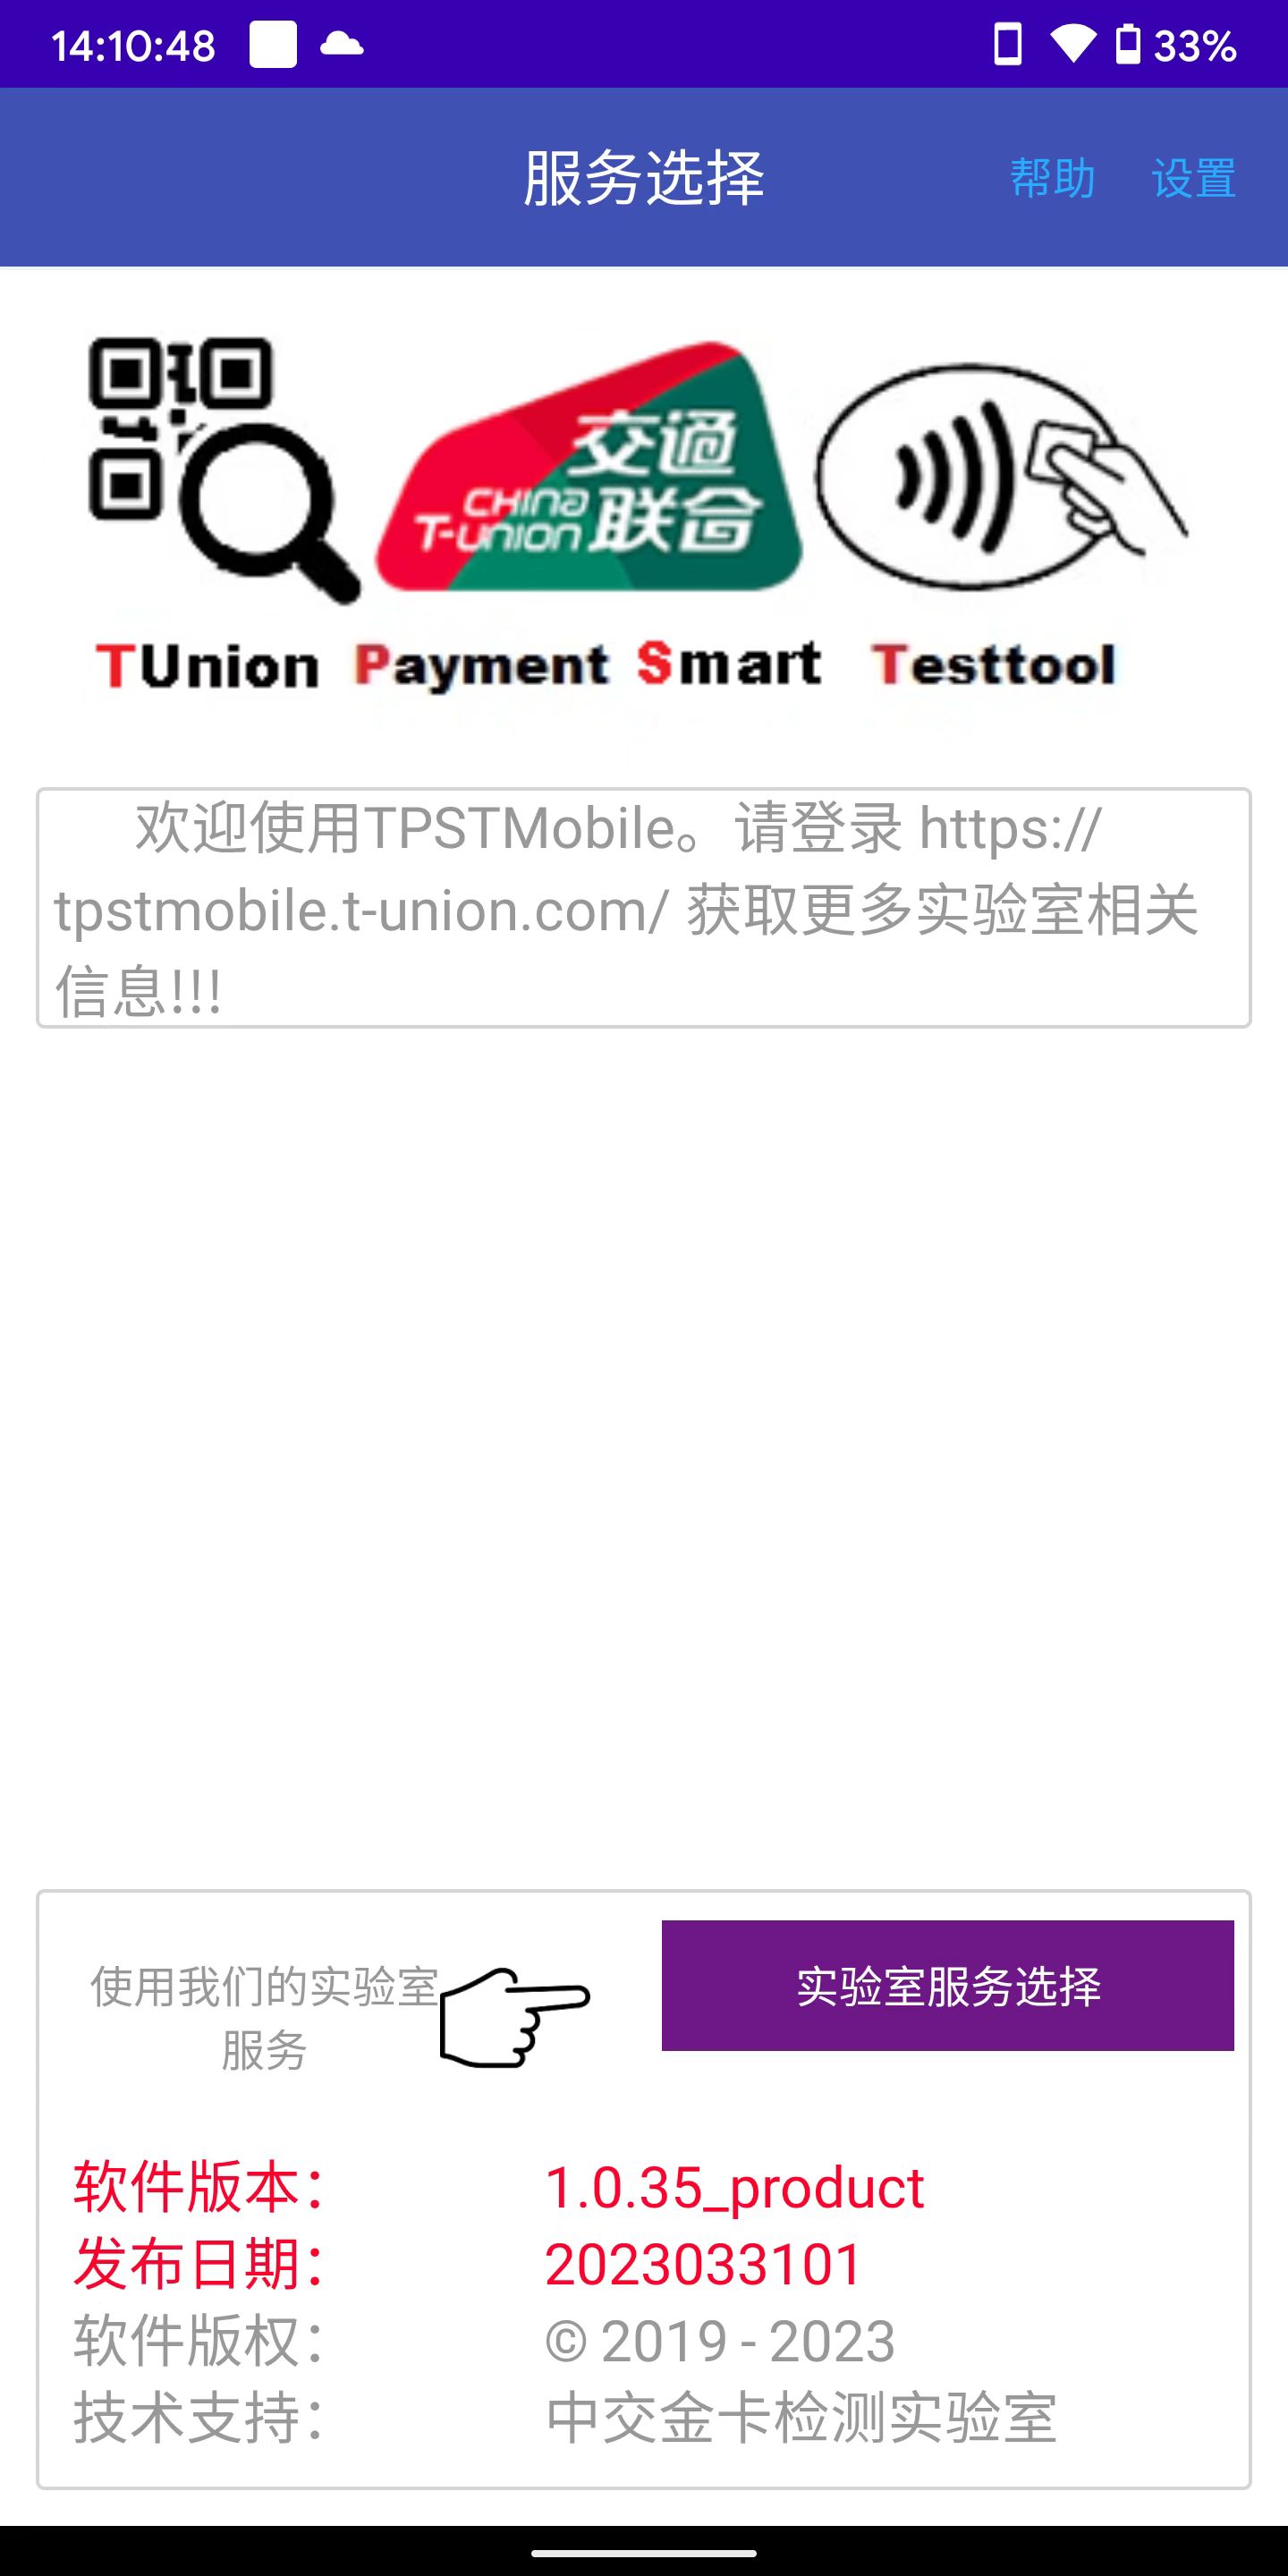 14:10:48 33%
服务选择 帮助 设置
交通
CHINA 联合
T-UNION
TUnion Payment Smart Testtool
欢迎使用TPSTMobile。请登录 https://
tpstmobile.t-union.com/ 获取更多实验室相关
信息!!!
使用我们的实验室
服务
实验室服务选择
软件版本： 1.0.35_product
发布日期： 2023033101
软件版权： © 2019 - 2023
技术支持： 中交金卡检测实验室